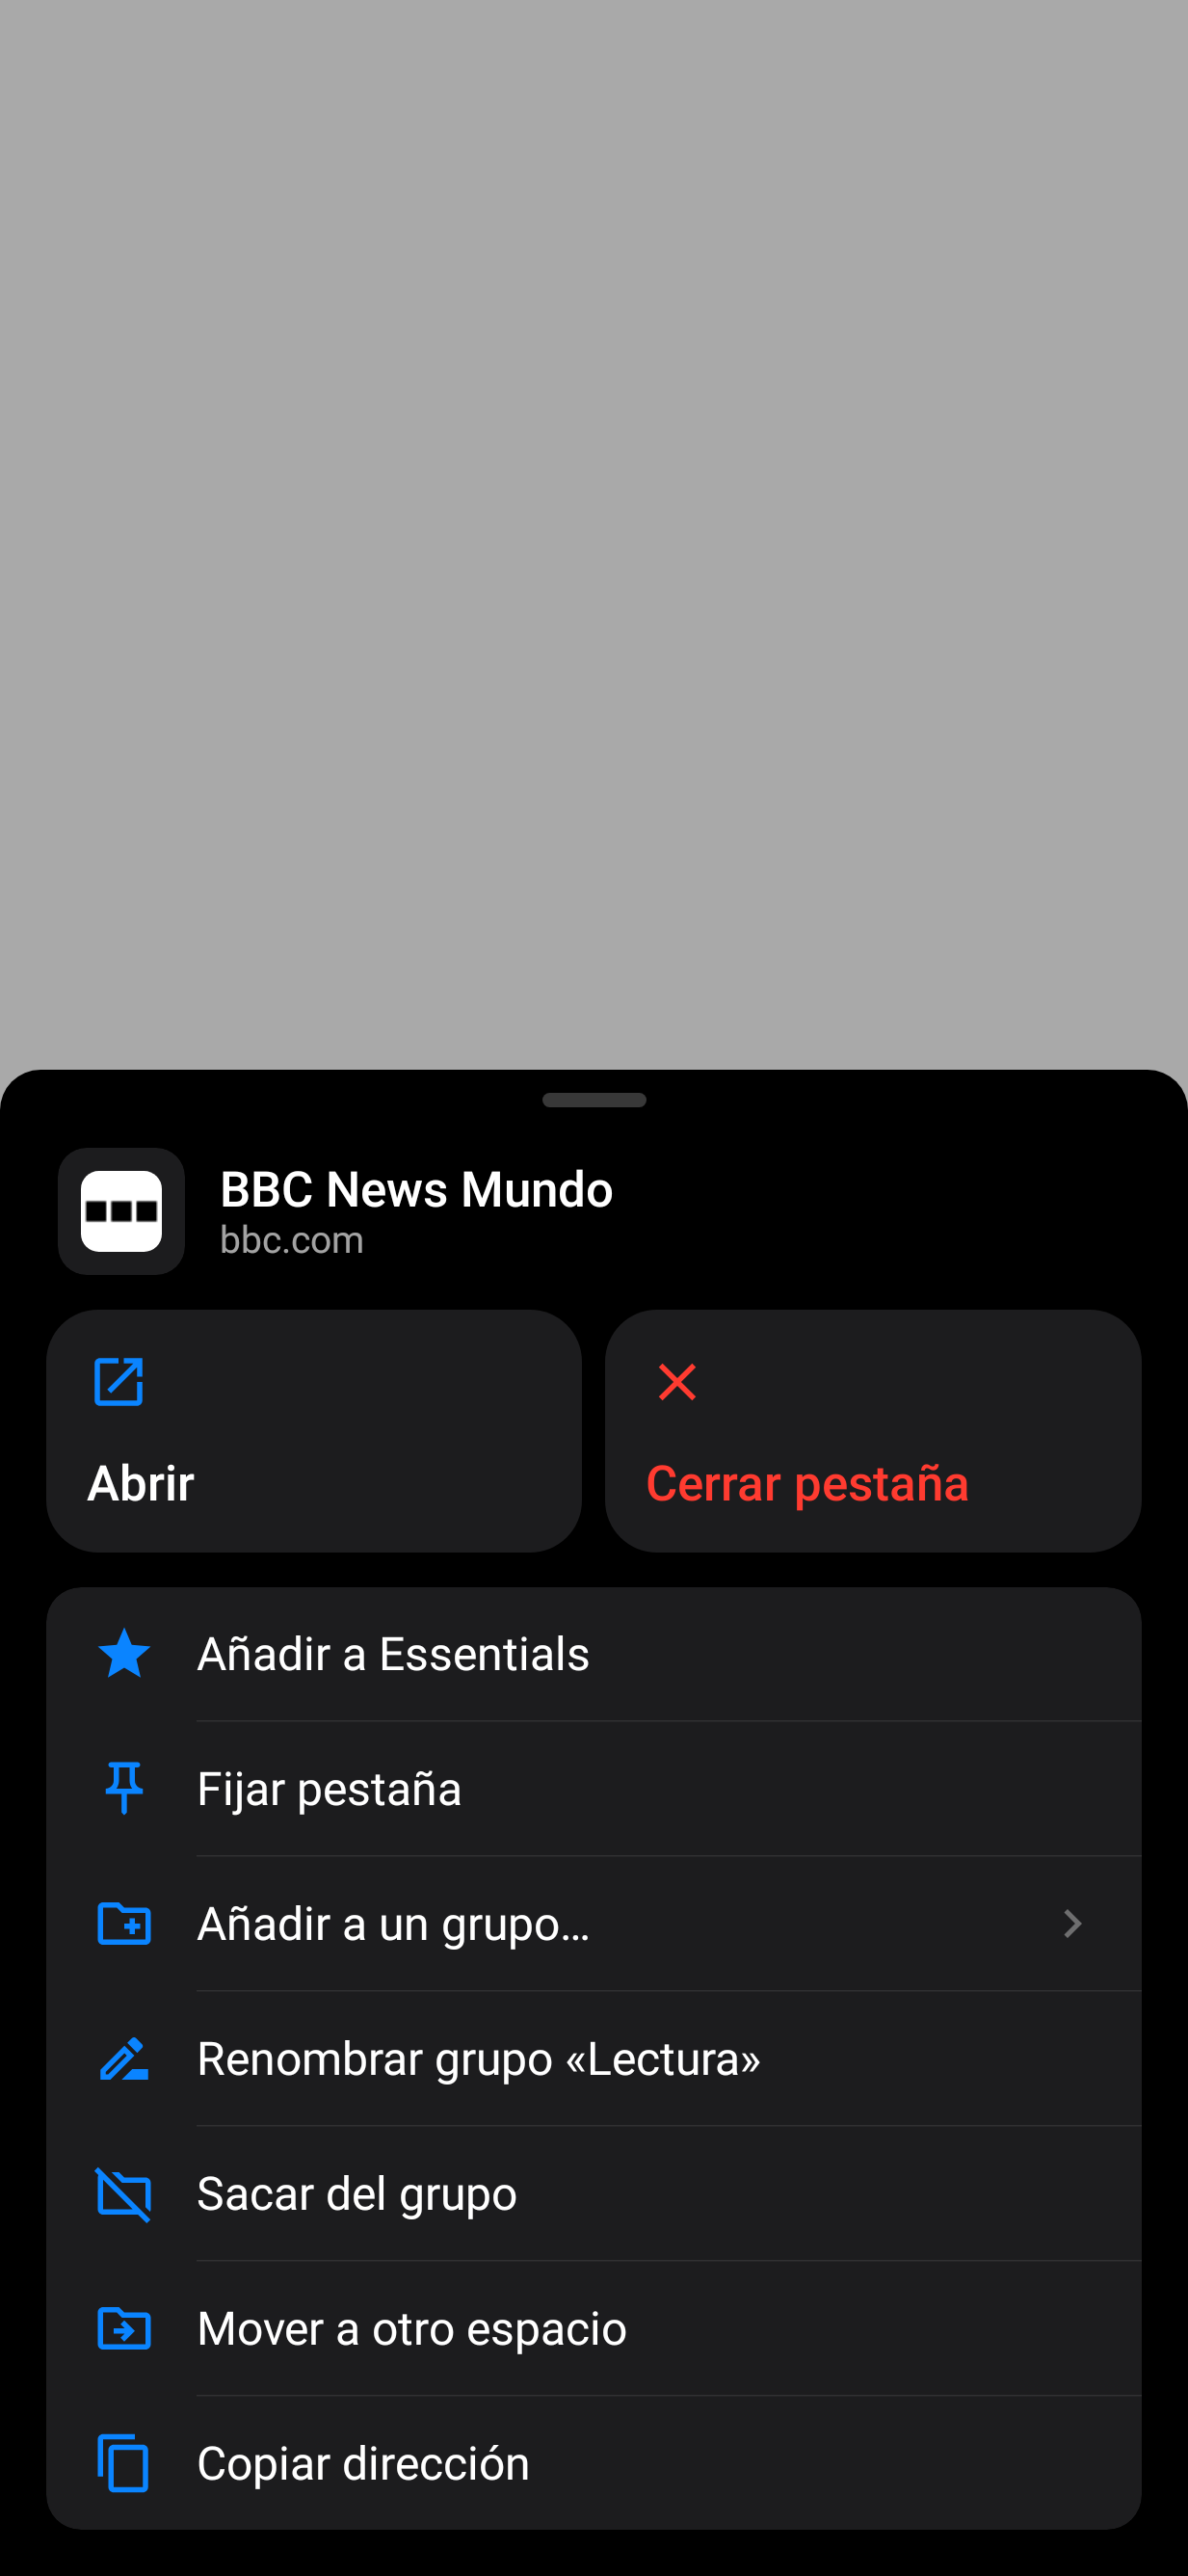 BBC News Mundo
bbc.com
Abrir
Cerrar pestaña
Añadir a Essentials
Fijar pestaña
Añadir a un grupo…
Renombrar grupo «Lectura»
Sacar del grupo
Mover a otro espacio
Copiar dirección